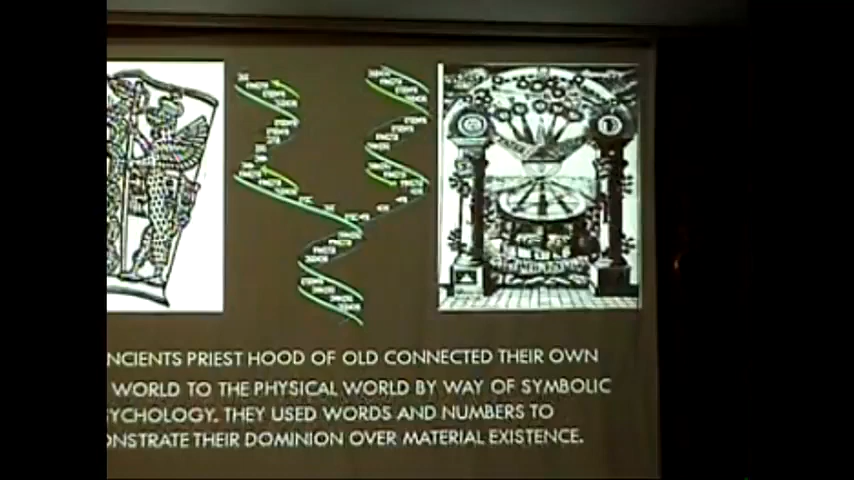 NCIENTS PRIEST HOOD OF OLD CONNECTED THEIR OWN
WORLD TO THE PHYSICAL WORLD BY WAY OF SYMBOLIC
YCHOLOGY. THEY USED WORDS AND NUMBERS TO
ONSTRATE THEIR DOMINION OVER MATERIAL EXISTENCE.